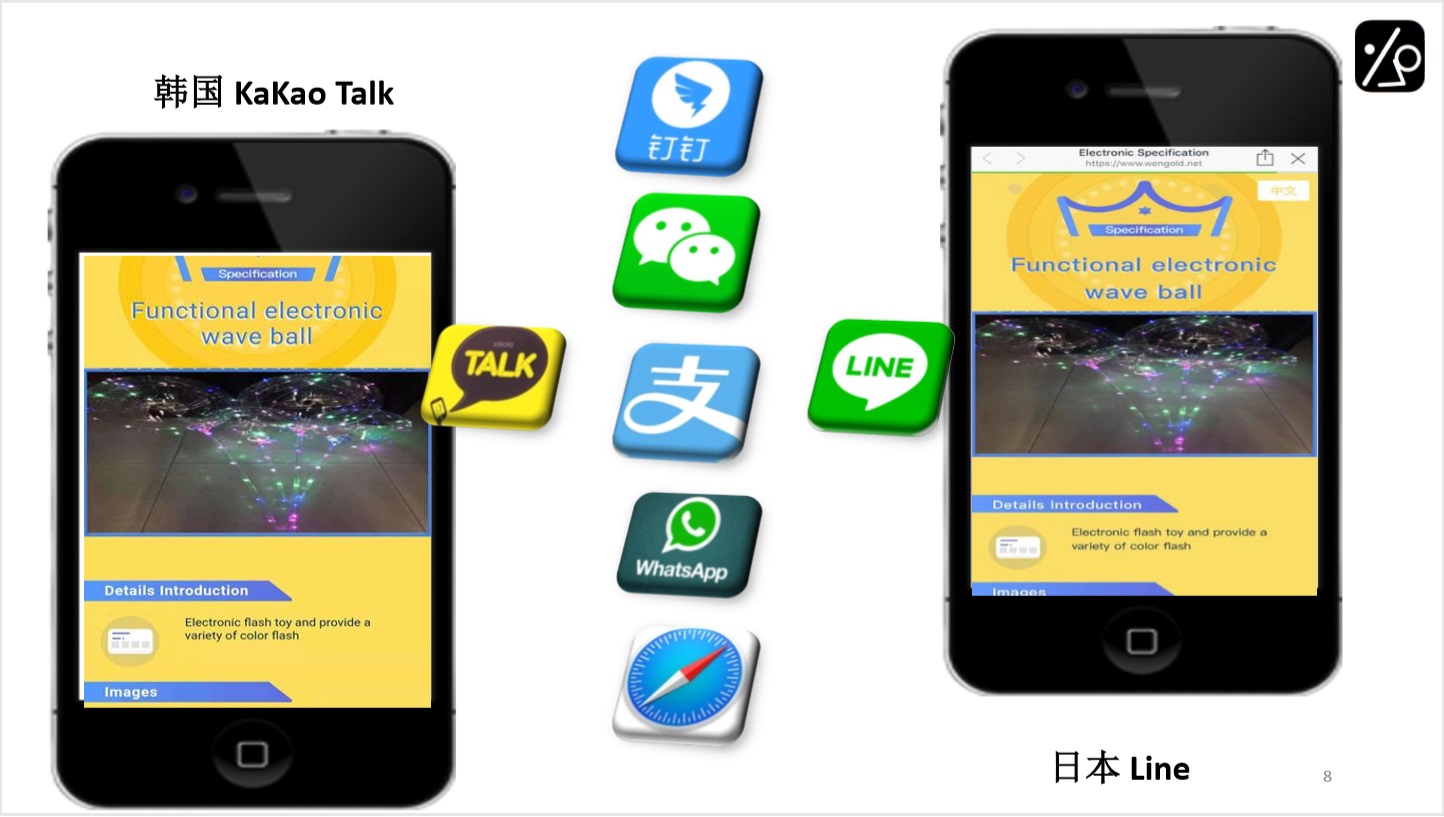 韩国 KaKao Talk
Specification
Functional electronic
wave ball
Details Introduction
Electronic flash toy and provide a
variety of color flash
Images
TALK
钉钉
支
WhatsApp
LINE
Electronic Specification
https://www.wengold.net
中文
Specification
Functional electronic
wave ball
Details Introduction
Electronic flash toy and provide a
variety of color flash
Images
日本 Line
8